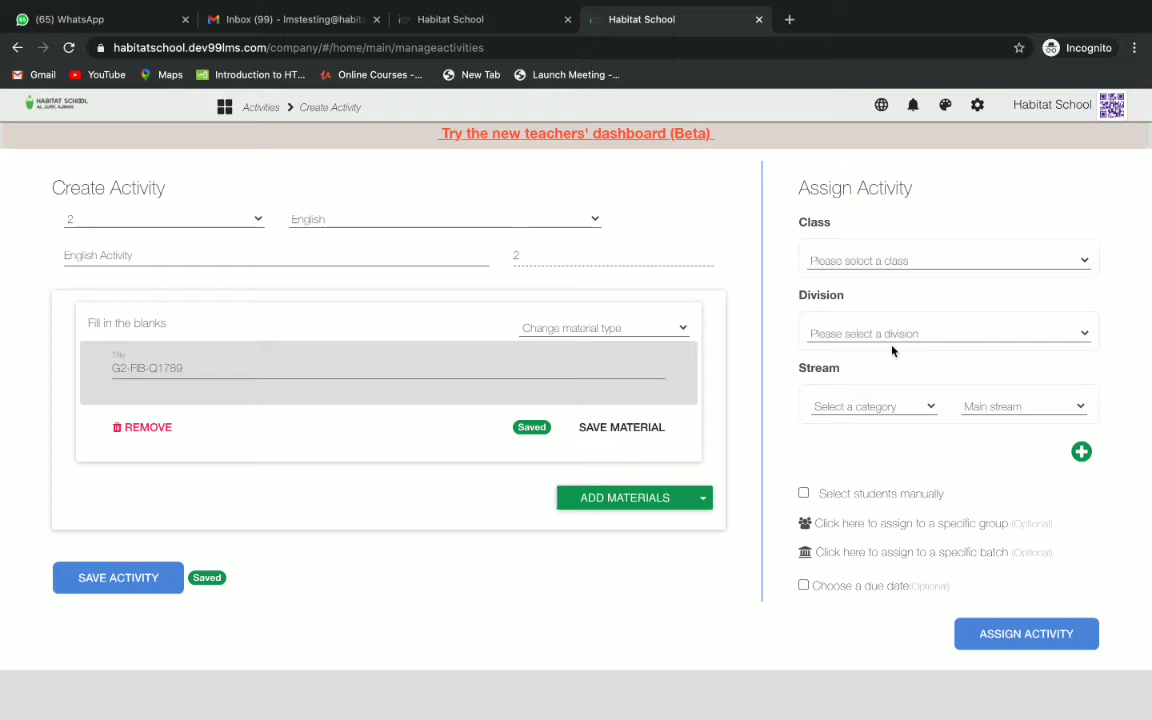 (65) WhatsApp
Inbox (99) - lmstesting@habita
Habitat School
Habitat School
habitatschool.dev99lms.com/company/#/home/main/manageactivities
Incognito
Gmail
YouTube
Maps
Introduction to HT...
Online Courses -...
New Tab
Launch Meeting -...
HABITAT SCHOOL
AL JURF, AJMAN
Activities > Create Activity
Habitat School
Try the new teachers' dashboard (Beta)
Create Activity
2
English
English Activity
2
Fill in the blanks
Change material type
Title
G2-FIB-Q1789
REMOVE
Saved
SAVE MATERIAL
ADD MATERIALS
SAVE ACTIVITY
Saved
Assign Activity
Class
Please select a class
Division
Please select a division
Stream
Select a category
Main stream
Select students manually
Click here to assign to a specific group (Optional)
Click here to assign to a specific batch (Optional)
Choose a due date(Optional)
ASSIGN ACTIVITY